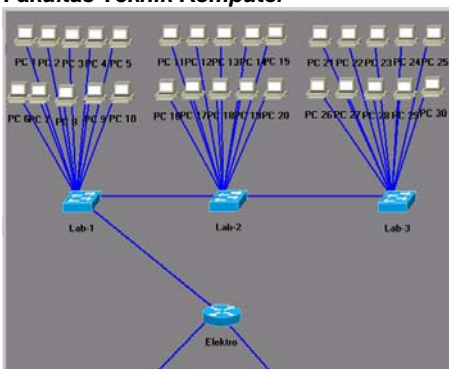 Fakultas Teknik Komputer
PC 1 PC 2 PC 3 PC 4 PC 5
PC 11 PC 12 PC 13 PC 14 PC 15
PC 21 PC 22 PC 23 PC 24 PC 25
PC 6 PC 7 PC 8 PC 9 PC 10
PC 16 PC 17 PC 18 PC 19 PC 20
PC 26 PC 27 PC 28 PC 29 PC 30
Lab-1 Lab-2 Lab-3
Elektro